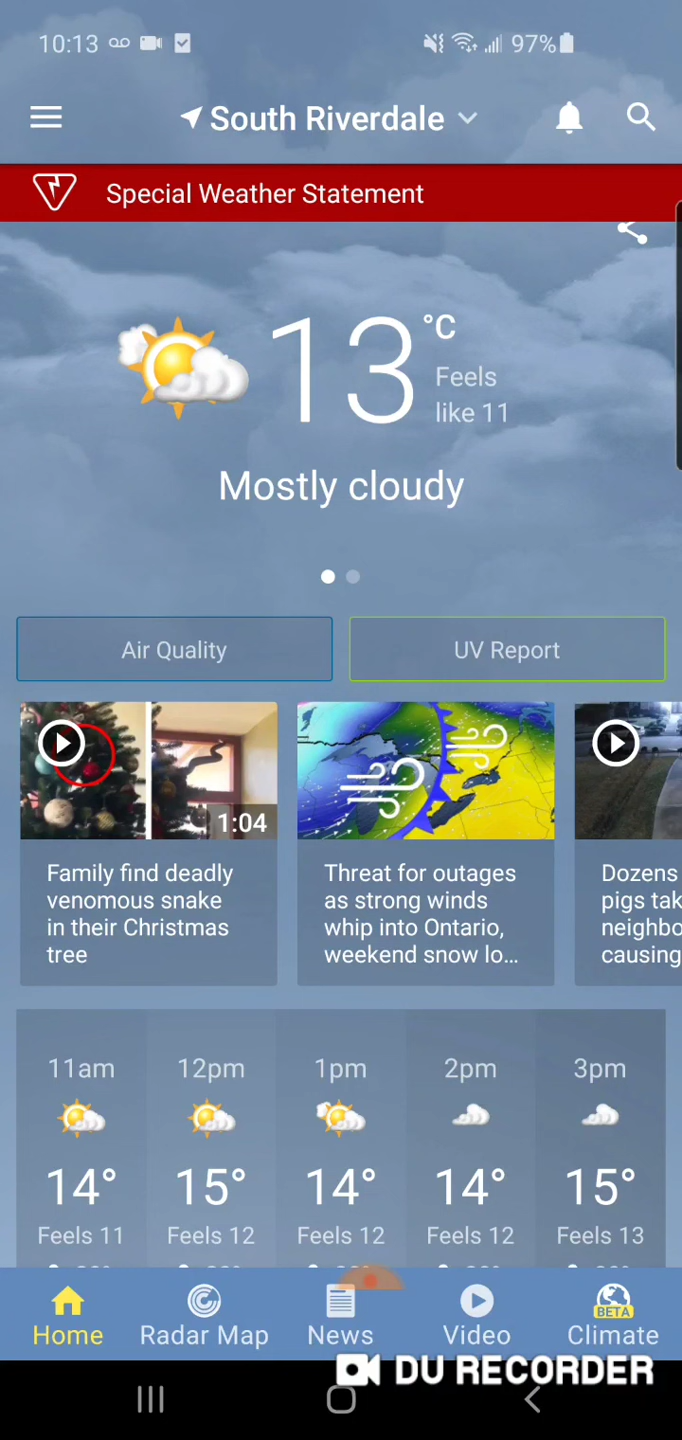 10:13 97%
South Riverdale
Special Weather Statement
13 °C
Feels
like 11
Mostly cloudy
Air Quality UV Report
1:04
Family find deadly
venomous snake
in their Christmas
tree
Threat for outages
as strong winds
whip into Ontario,
weekend snow lo...
Dozens
pigs tak
neighbo
causing
11am 12pm 1pm 2pm 3pm
14° 15° 14° 14° 15°
Feels 11 Feels 12 Feels 12 Feels 12 Feels 13
BETA
Home Radar Map News Video Climate
DU RECORDER